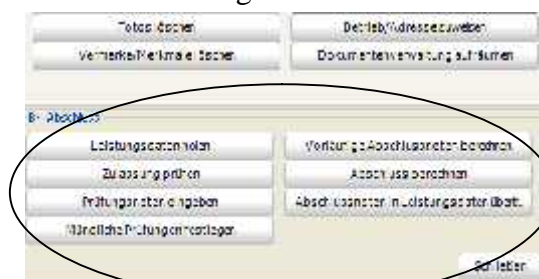 Fotos löschen
Betrieb/Adresse zuweisen
Vermerke/Merkmale löschen
Dokumentenverwaltung aufräumen
Abschluss
Leistungsdaten holen
Vorläufige Abschlussnoten berechnen
Zulassung prüfen
Abschluss berechnen
Prüfungsnoten eingeben
Abschlussnoten in Leistungsdaten übertr.
Mündliche Prüfungen festlegen
Schließen